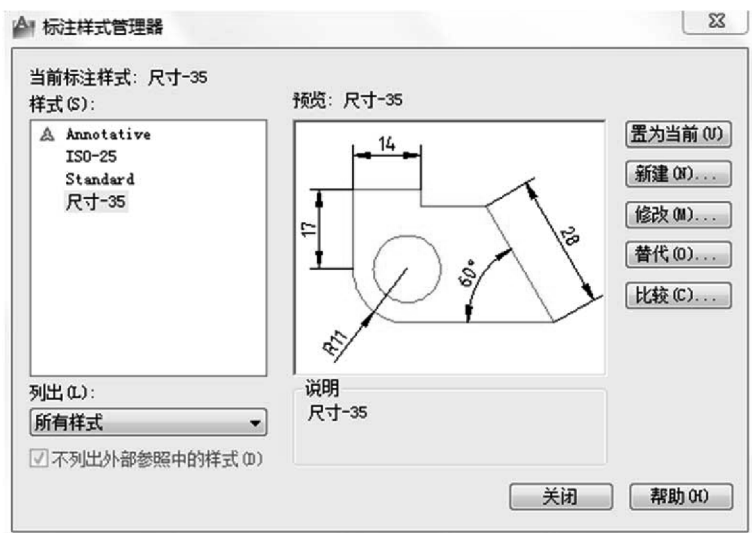 标注样式管理器
当前标注样式: 尺寸-35
样式(S):
预览: 尺寸-35
Annotative
ISO-25
Standard
尺寸-35
14
17
28
60°
R11
置为当前(U)
新建(N)...
修改(M)...
替代(O)...
比较(C)...
列出(L):
所有样式
不列出外部参照中的样式(D)
说明
尺寸-35
关闭
帮助(H)